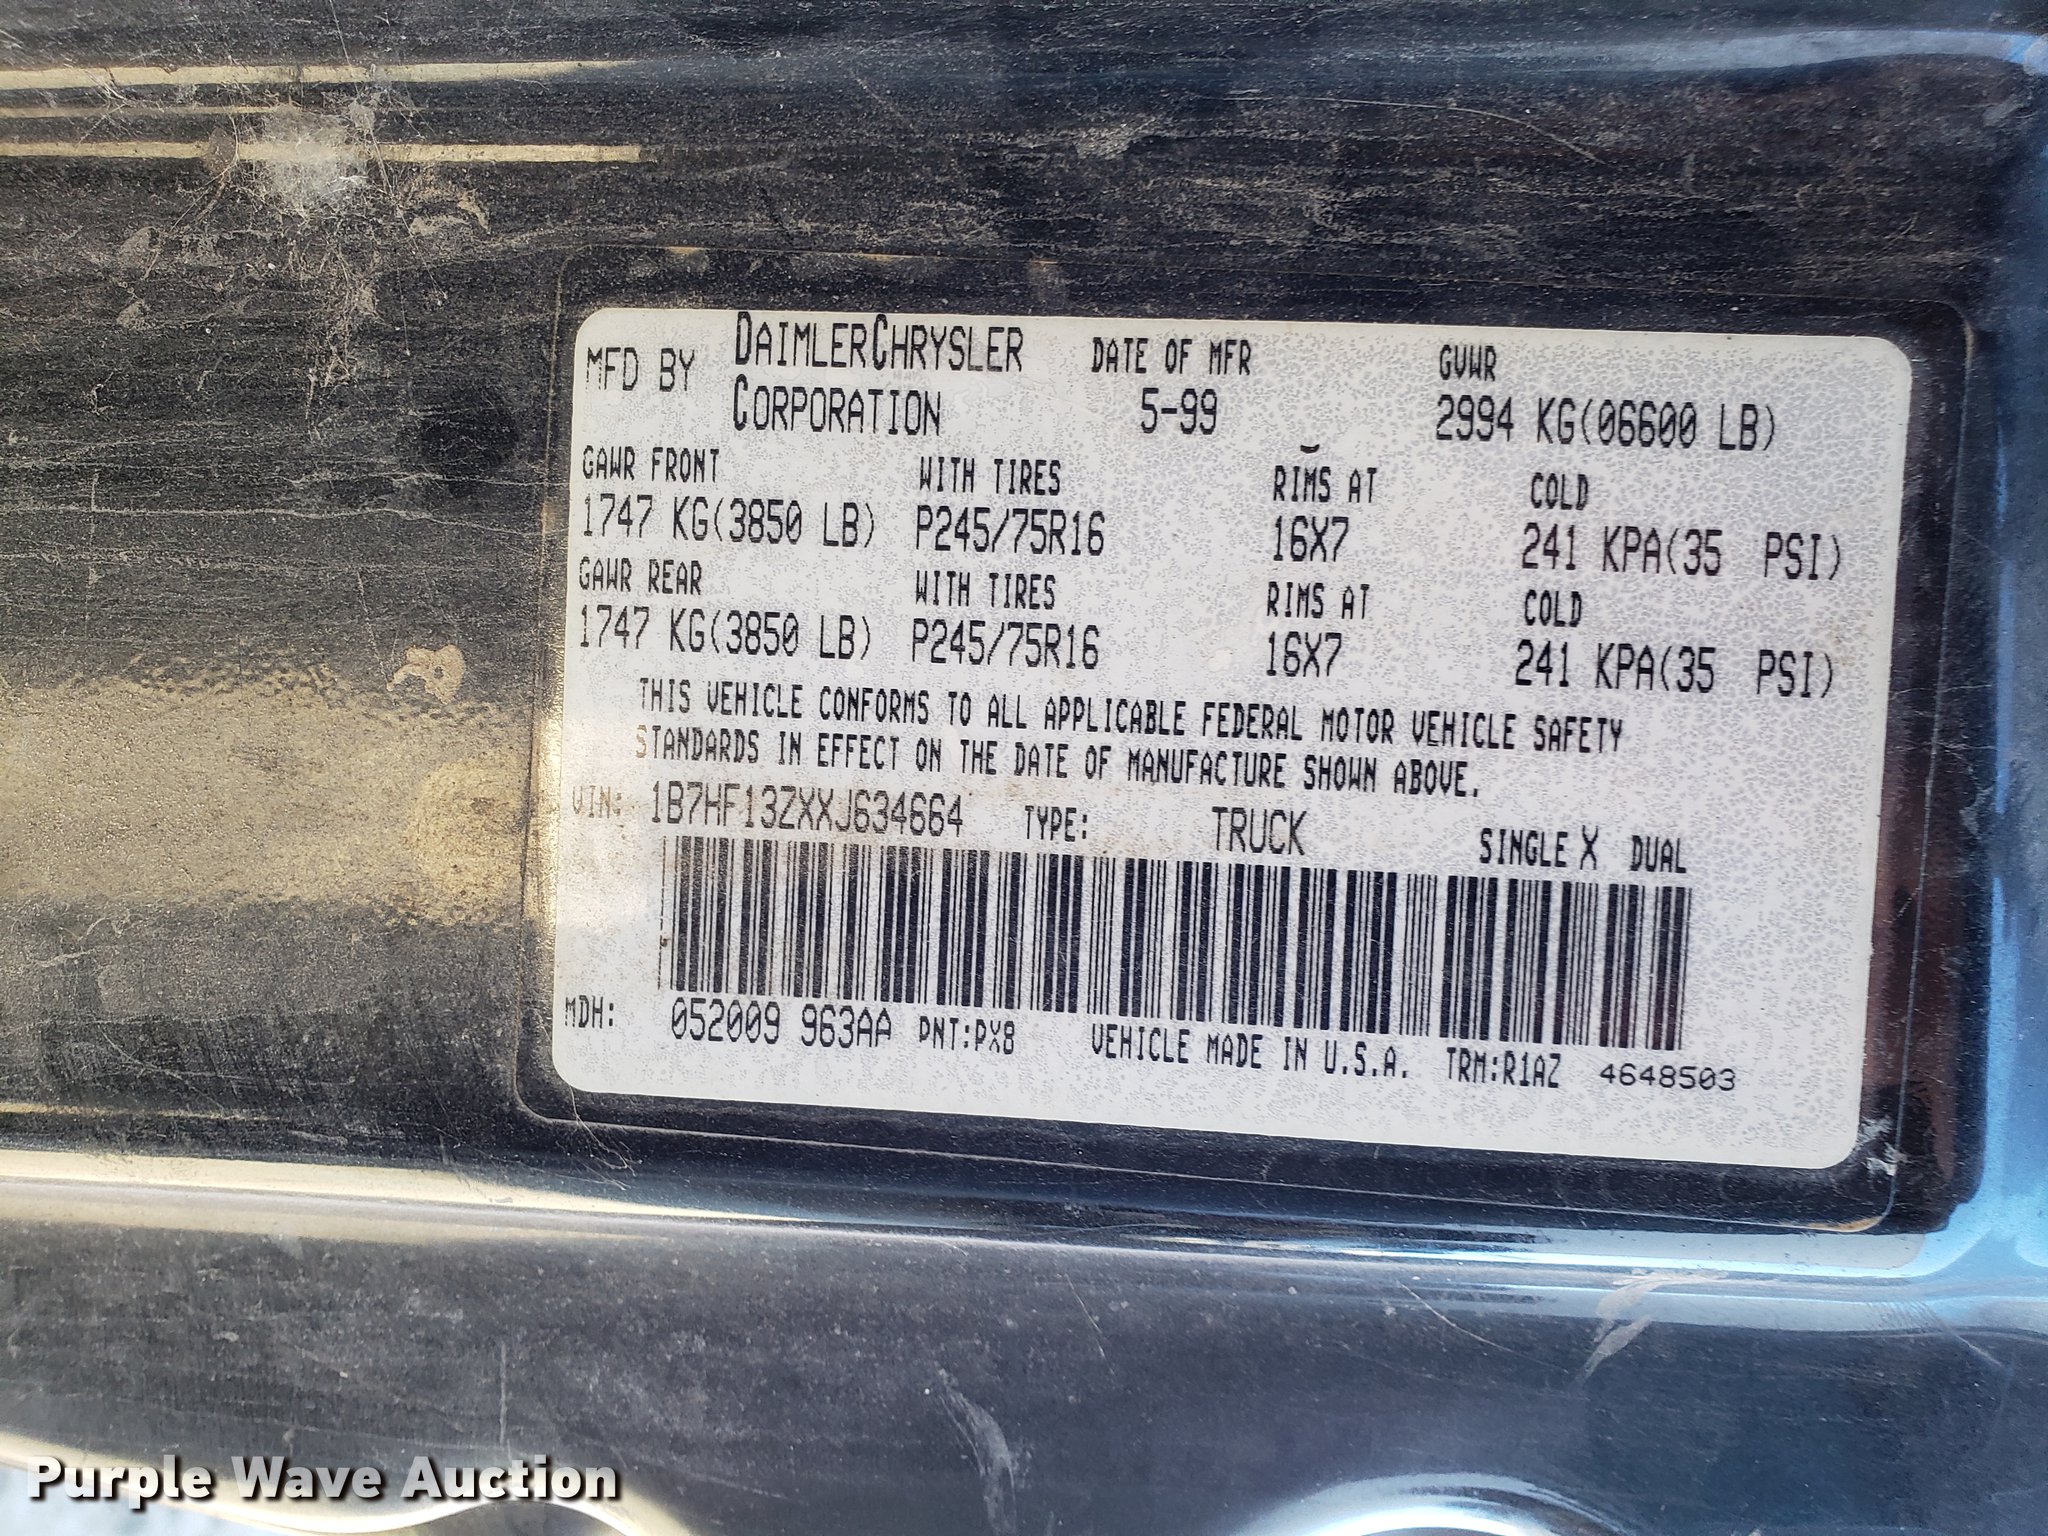 MFD BY DAIMLERCHRYSLER CORPORATION DATE OF MFR 5-99 GVWR 2994 KG(06600 LB)
GAWR FRONT WITH TIRES RIMS AT COLD
1747 KG(3850 LB) P245/75R16 16X7 241 KPA(35 PSI)
GAWR REAR WITH TIRES RIMS AT COLD
1747 KG(3850 LB) P245/75R16 16X7 241 KPA(35 PSI)
THIS VEHICLE CONFORMS TO ALL APPLICABLE FEDERAL MOTOR VEHICLE SAFETY
STANDARDS IN EFFECT ON THE DATE OF MANUFACTURE SHOWN ABOVE.
VIN: 1B7HF13ZXXJ634664 TYPE: TRUCK SINGLE X DUAL
MDH: 052009 963AA PNT:PX8 VEHICLE MADE IN U.S.A. TRM:R1AZ 4648503
Purple Wave Auction